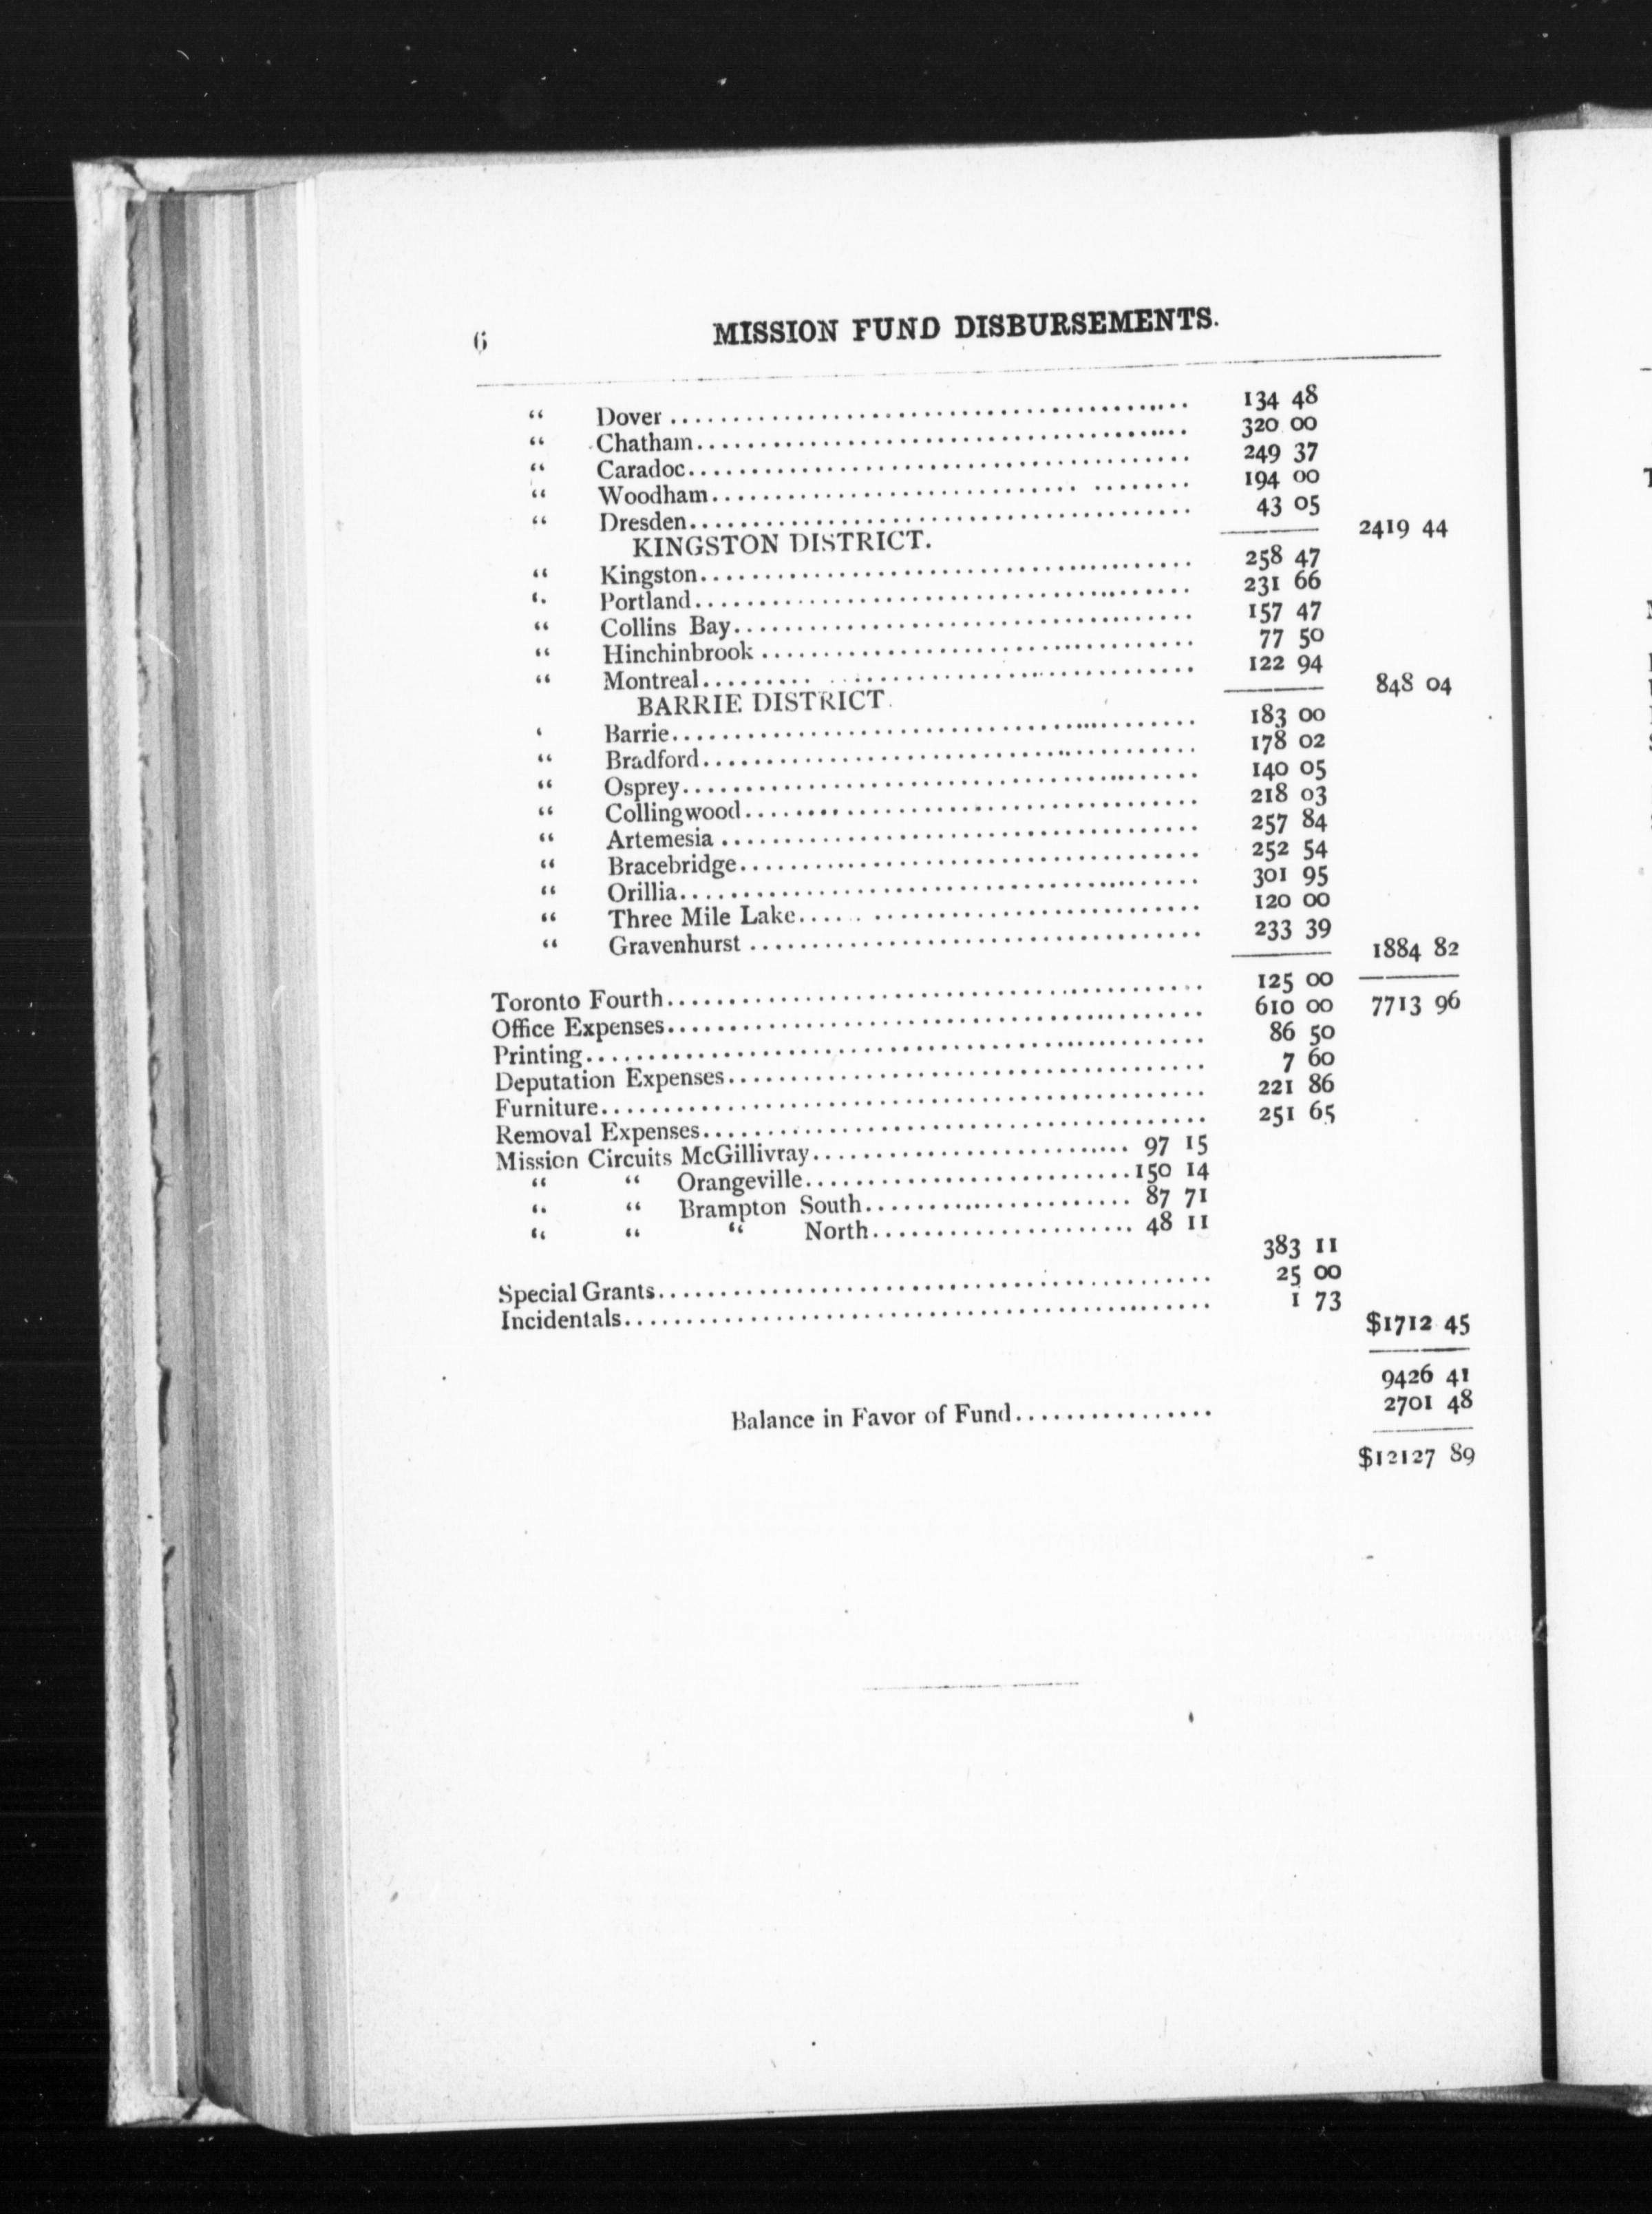 6 MISSION FUND DISBURSEMENTS.
“ Dover ........................................ 134 48
“ Chatham ........................................ 320 00
“ Caradoc ........................................ 249 37
“ Woodham ........................................ 194 00
“ Dresden ........................................ 43 05
2419 44
KINGSTON DISTRICT.
“ Kingston ........................................ 258 47
“ Portland ........................................ 231 66
“ Collins Bay ........................................ 157 47
“ Hinchinbrook ........................................ 77 50
“ Montreal ........................................ 122 94
848 04
BARRIE DISTRICT.
‘ Barrie ........................................ 183 00
“ Bradford ........................................ 178 02
“ Osprey ........................................ 140 05
“ Collingwood ........................................ 218 03
“ Artemesia ........................................ 257 84
“ Bracebridge ........................................ 252 54
“ Orillia ........................................ 301 95
“ Three Mile Lake ........................................ 120 00
“ Gravenhurst ........................................ 233 39
1884 82
Toronto Fourth ........................................ 125 00
Office Expenses ........................................ 610 00 7713 96
Printing ........................................ 86 50
Deputation Expenses ........................................ 7 60
Furniture ........................................ 221 86
Removal Expenses ........................................ 251 65
Mission Circuits McGillivray .......................... 97 15
“ “ Orangeville .......................... 150 14
“ “ Brampton South .......................... 87 71
“ “ “ North .......................... 48 11
383 11
Special Grants ........................................ 25 00
Incidentals ........................................ 1 73
$1712 45
9426 41
Balance in Favor of Fund ................ 2701 48
$12127 89